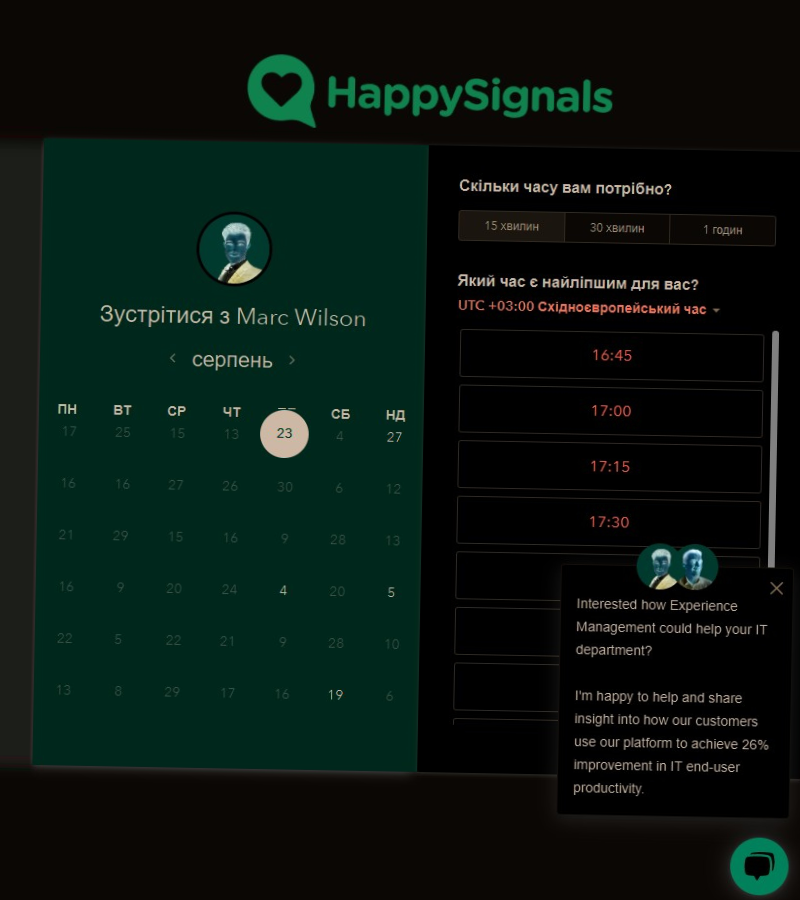 HappySignals
Зустрітися з Marc Wilson
серпень
ПН ВТ СР ЧТ СБ НД
17 25 15 13 23 4 27
16 16 27 26 30 6 12
21 29 15 16 9 28 13
16 9 20 24 4 20 5
22 5 22 21 9 28 10
13 8 29 17 16 19 6
Скільки часу вам потрібно?
15 хвилин 30 хвилин 1 годин
Який час є найліпшим для вас?
UTC +03:00 Східноєвропейський час
16:45
17:00
17:15
17:30
Interested how Experience
Management could help your IT
department?
I'm happy to help and share
insight into how our customers
use our platform to achieve 26%
improvement in IT end-user
productivity.